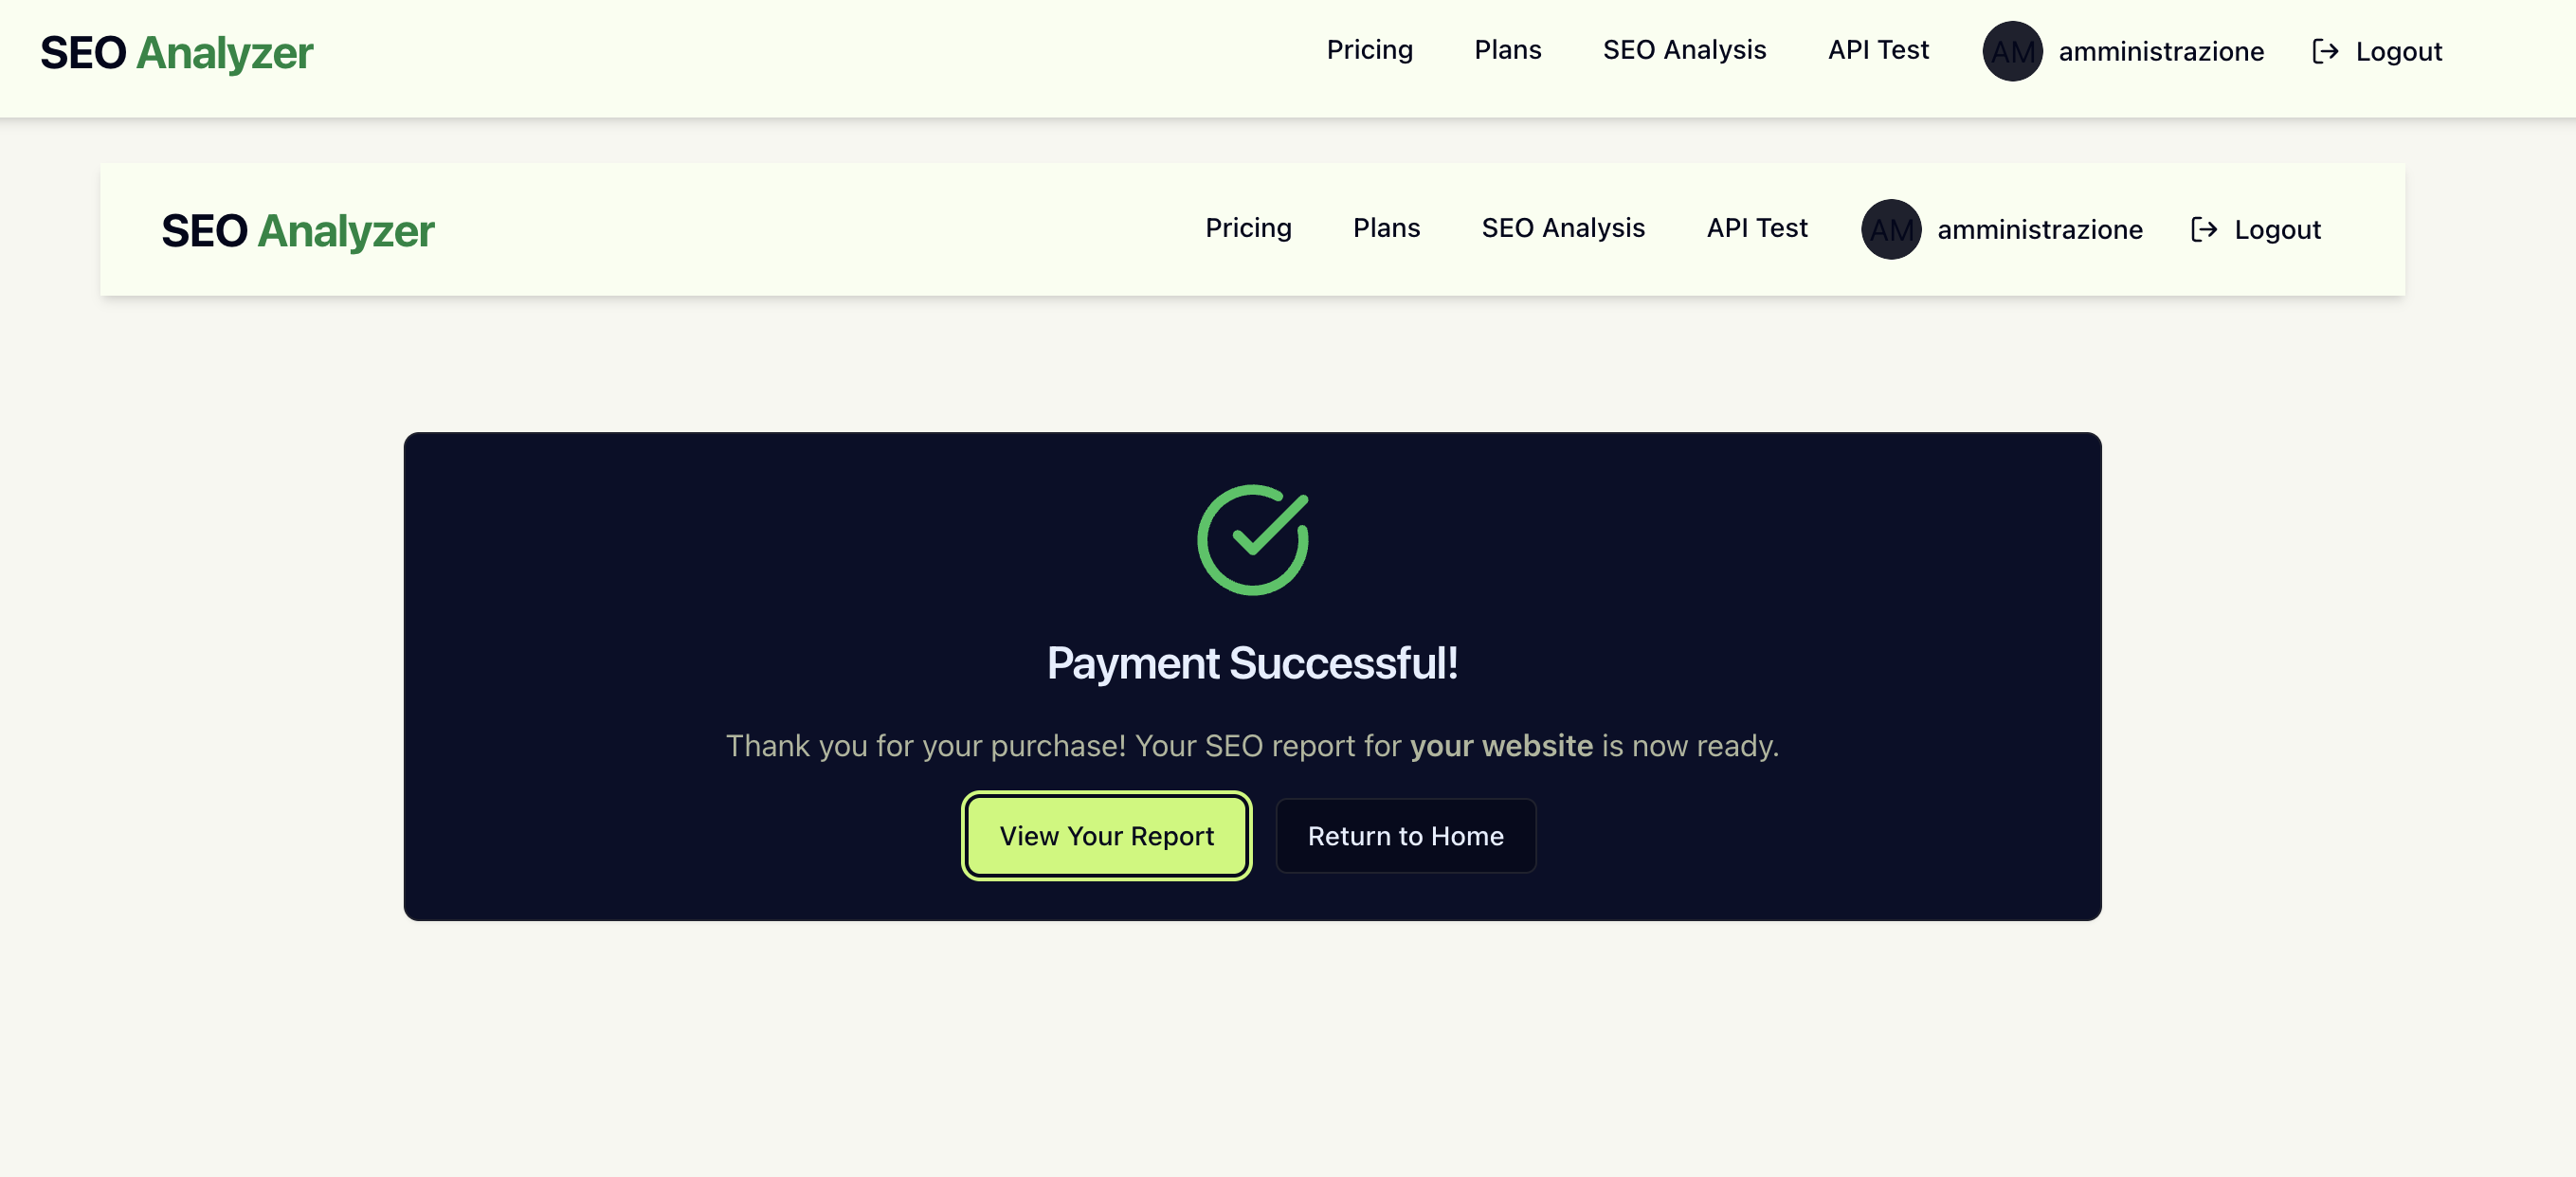 SEO Analyzer Pricing Plans SEO Analysis API Test AM amministrazione Logout
SEO Analyzer Pricing Plans SEO Analysis API Test AM amministrazione Logout
Payment Successful!
Thank you for your purchase! Your SEO report for your website is now ready.
View Your Report Return to Home